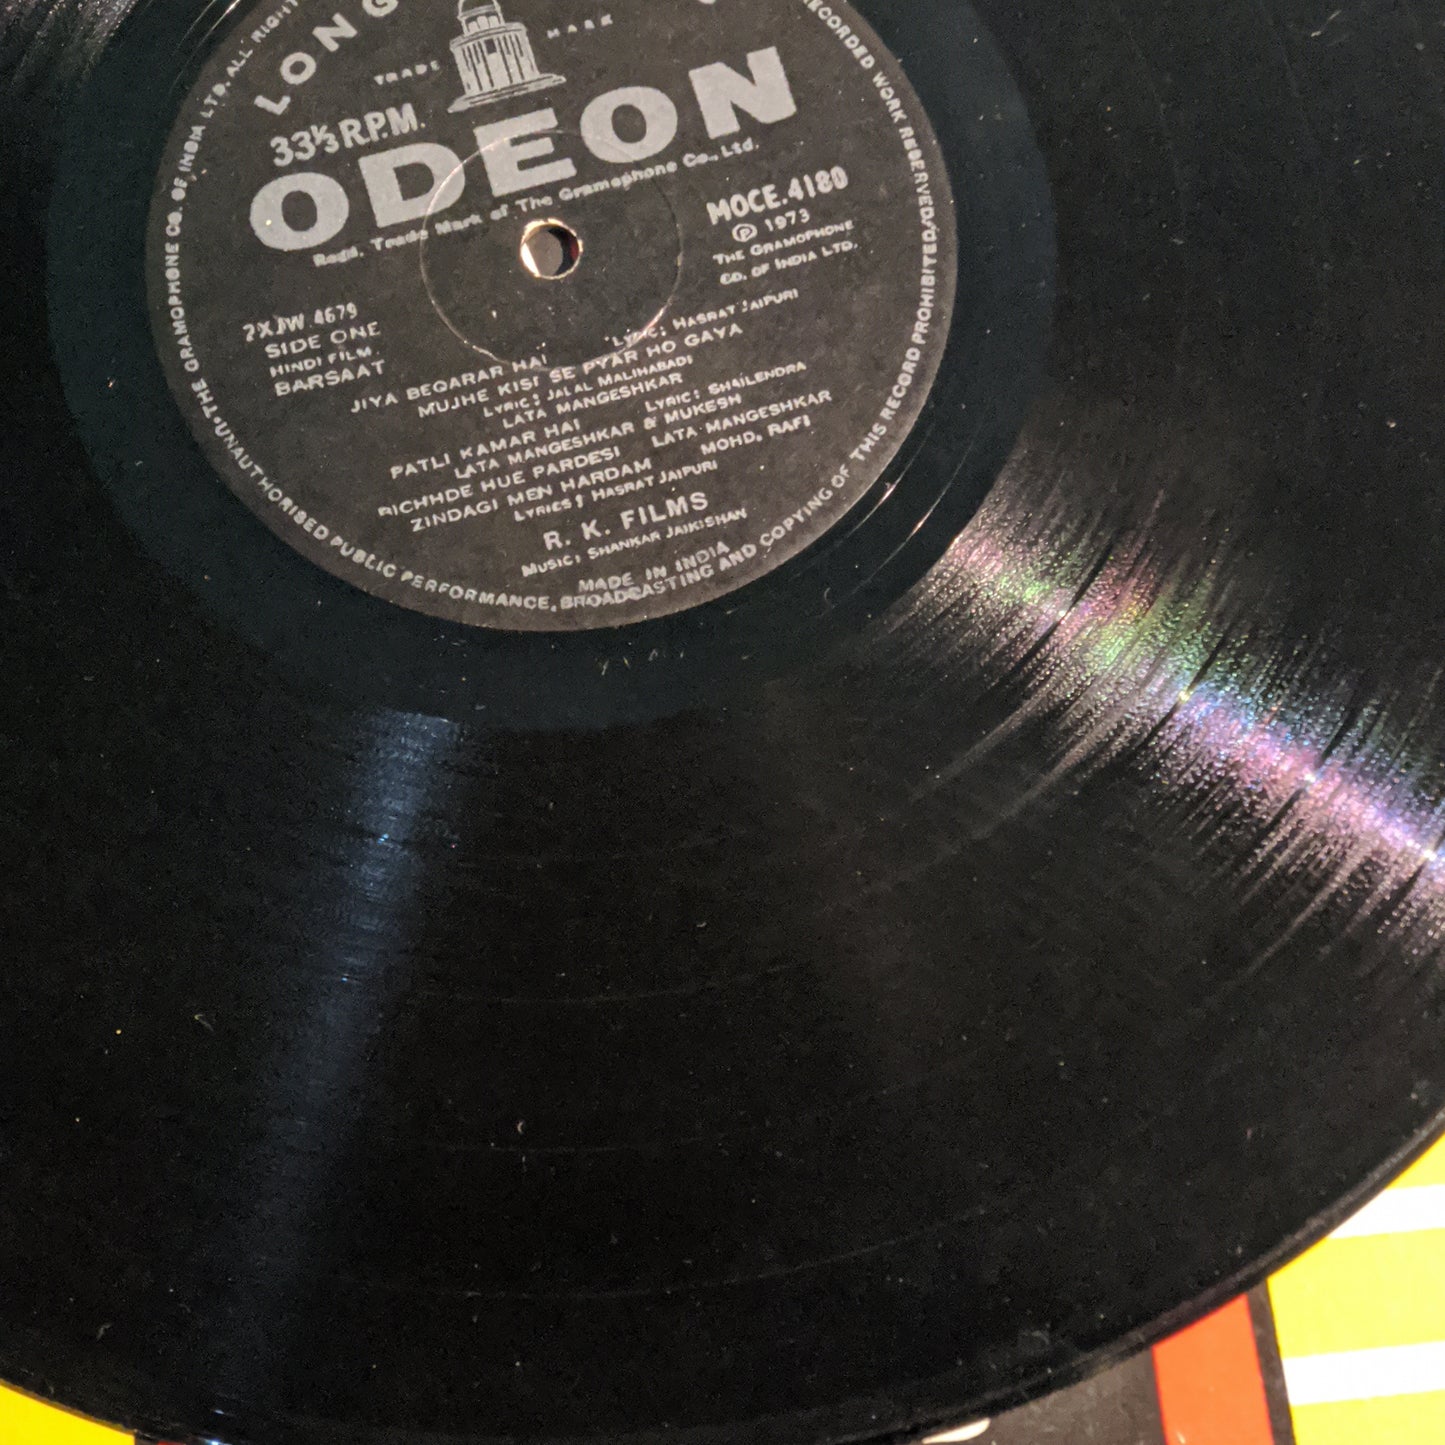 LONG
TRADE MARK
33⅓ R.P.M.
ODEON
Regd. Trade Mark of The Gramophone Co., Ltd.
MOCE.4180
℗ 1973
THE GRAMOPHONE
CO. OF INDIA LTD.
2XJW.4679
SIDE ONE
HINDI FILM.
BARSAAT
JIYA BEQARAR HAI LYRIC: HASRAT JAIPURI
MUJHE KISI SE PYAR HO GAYA
LYRIC: JALAL MALIHABADI
LATA MANGESHKAR
PATLI KAMAR HAI LYRIC: SHAILENDRA
LATA MANGESHKAR & MUKESH
BICHHDE HUE PARDESI LATA MANGESHKAR
ZINDAGI MEN HARDAM MOHD. RAFI
LYRICS: HASRAT JAIPURI
R. K. FILMS
MUSIC: SHANKAR JAIKISHAN
MADE IN INDIA
THE GRAMOPHONE CO. OF INDIA LTD. ALL RIGHT
RECORDED WORK RESERVED
UNAUTHORISED PUBLIC PERFORMANCE, BROADCASTING AND COPYING OF THIS RECORD PROHIBITED